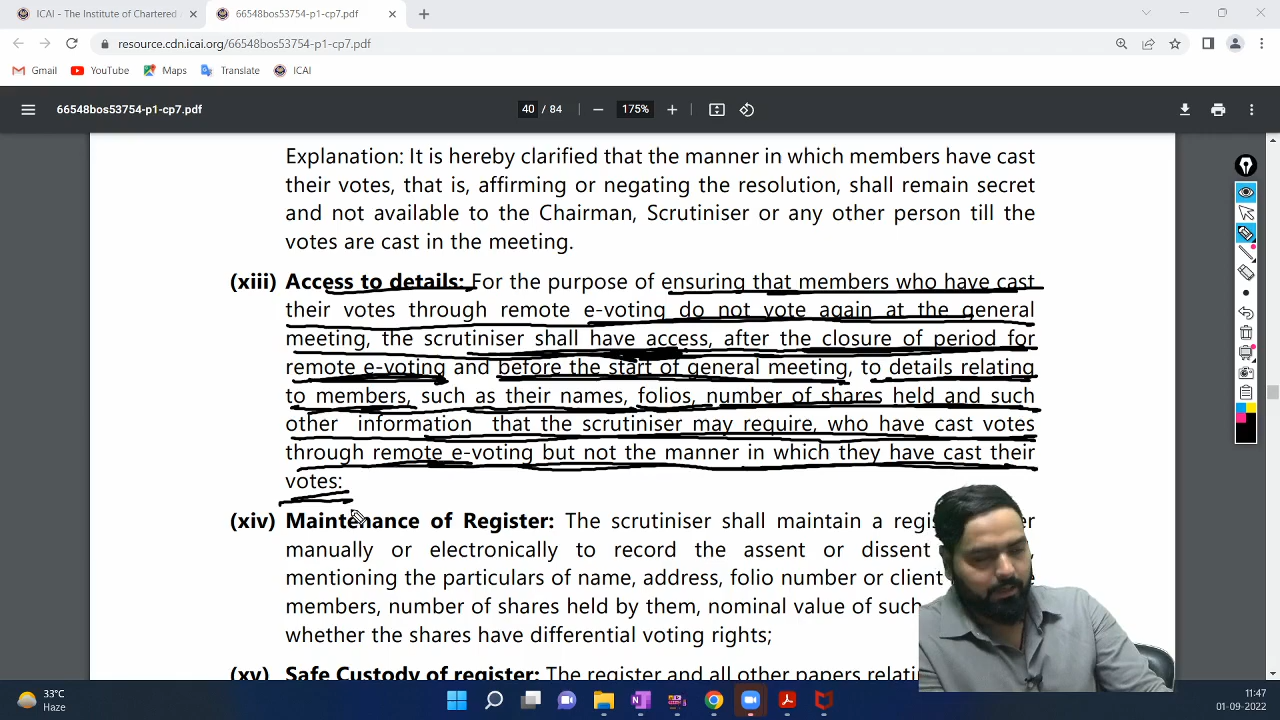 ICAI - The Institute of Chartered
66548bos53754-p1-cp7.pdf
resource.cdn.icai.org/66548bos53754-p1-cp7.pdf
Gmail
YouTube
Maps
Translate
ICAI
66548bos53754-p1-cp7.pdf
40 / 84
175%
Explanation: It is hereby clarified that the manner in which members have cast
their votes, that is, affirming or negating the resolution, shall remain secret
and not available to the Chairman, Scrutiniser or any other person till the
votes are cast in the meeting.
(xiii) Access to details: For the purpose of ensuring that members who have cast
their votes through remote e-voting do not vote again at the general
meeting, the scrutiniser shall have access, after the closure of period for
remote e-voting and before the start of general meeting, to details relating
to members, such as their names, folios, number of shares held and such
other information that the scrutiniser may require, who have cast votes
through remote e-voting but not the manner in which they have cast their
votes:
(xiv) Maintenance of Register: The scrutiniser shall maintain a
manually or electronically to record the assent or dissent
mentioning the particulars of name, address, folio number or client
members, number of shares held by them, nominal value of such
whether the shares have differential voting rights;
(xv) Safe Custody of register: The register and all other papers
33°C
Haze
11:47
01-09-2022